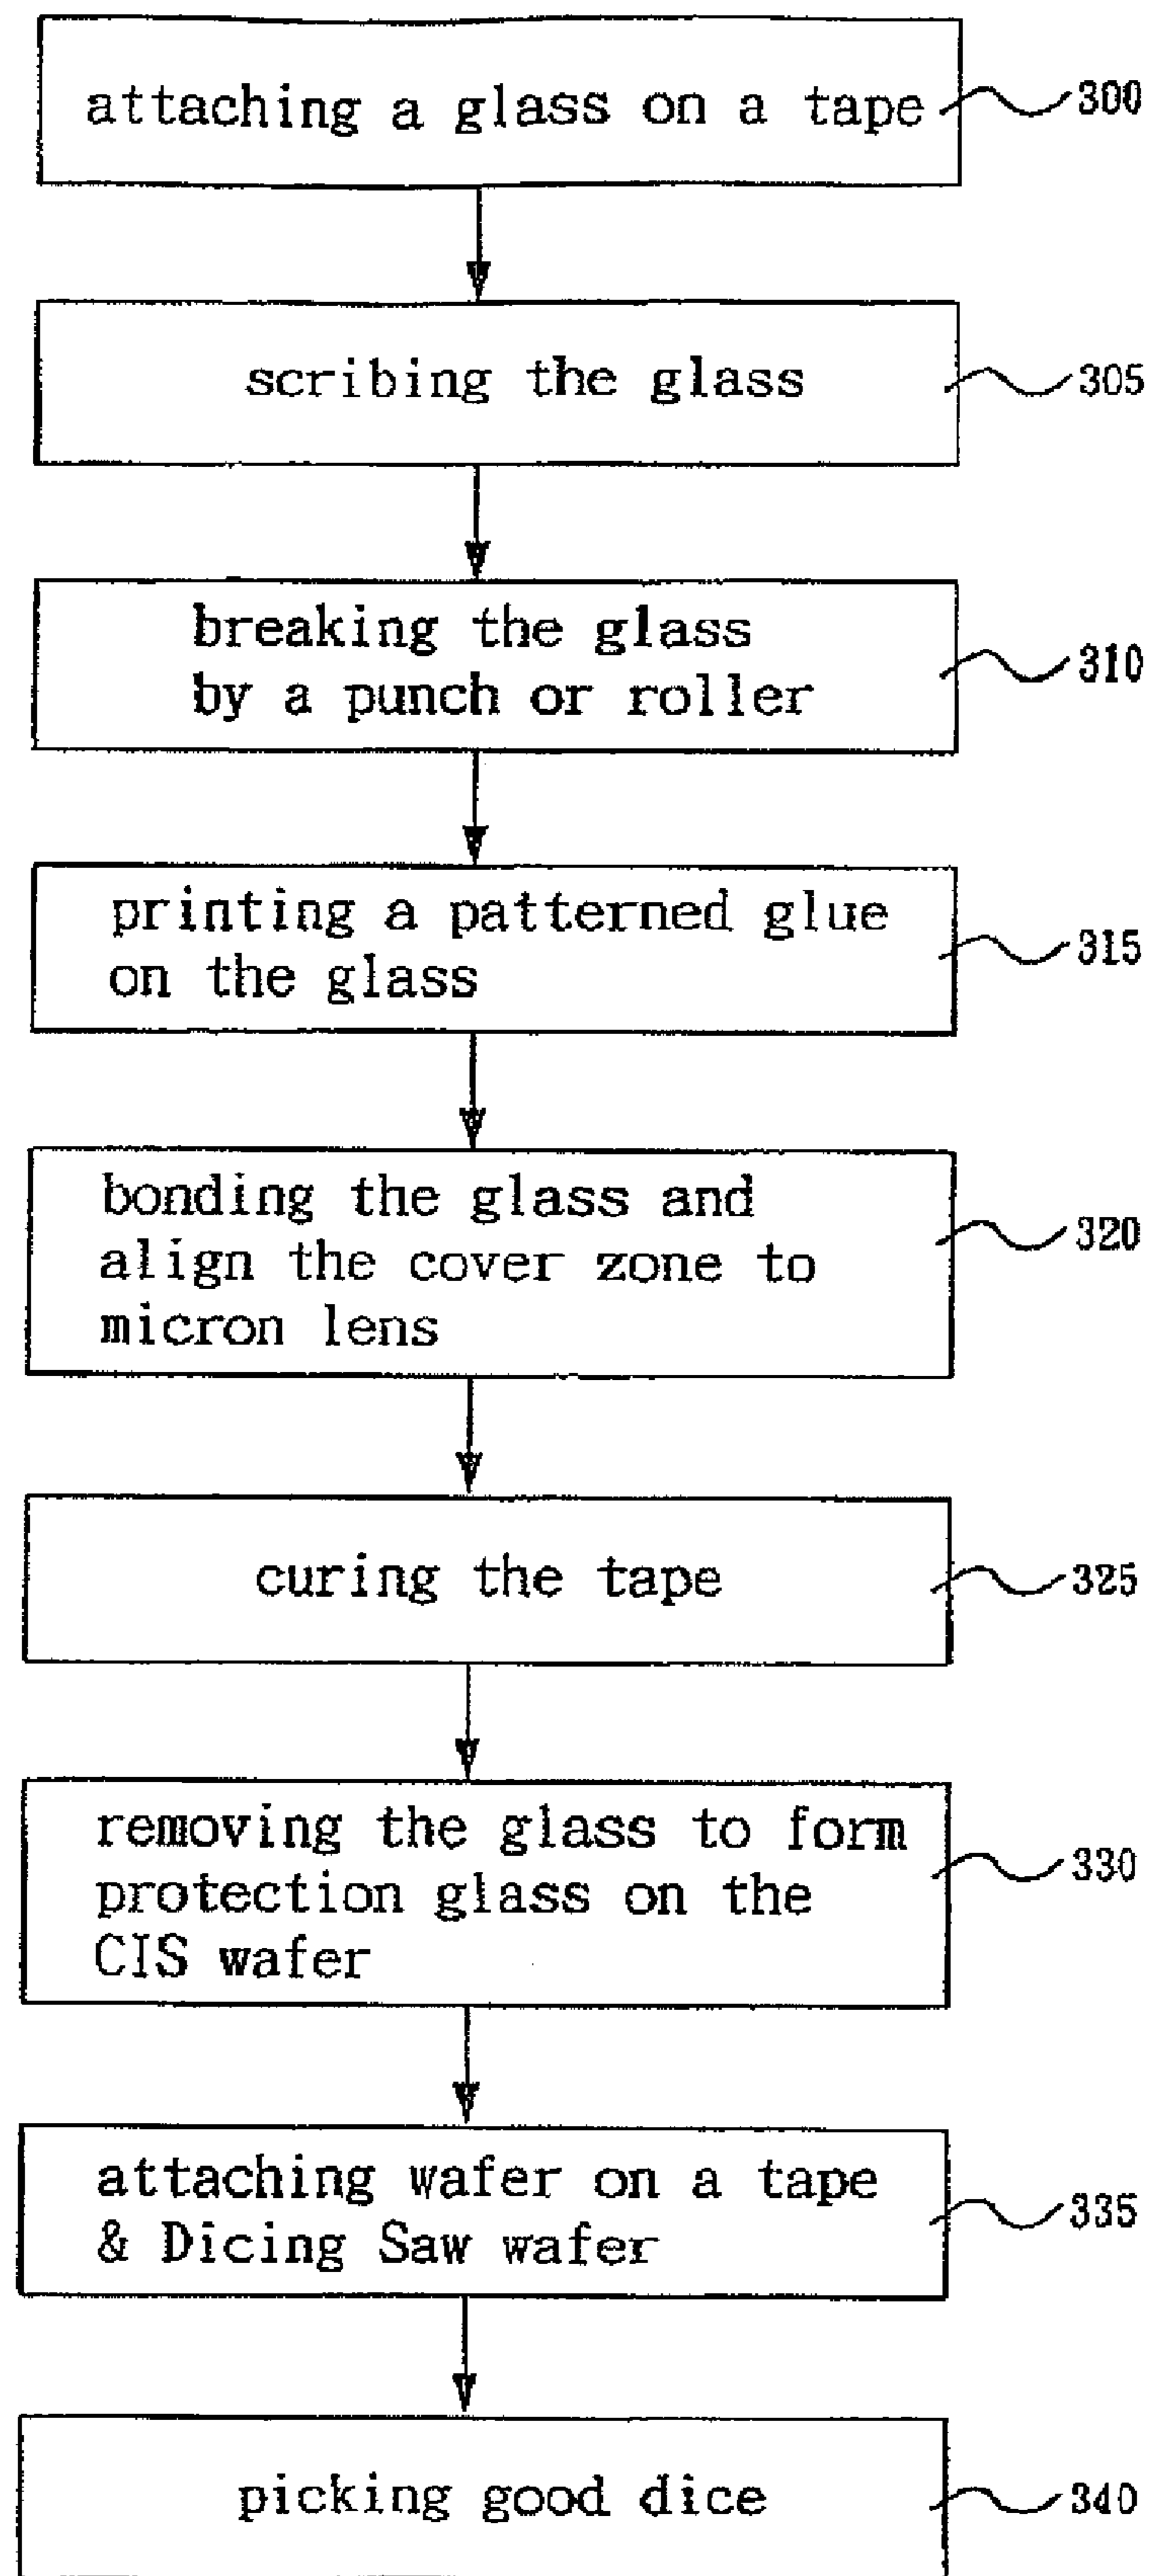 attaching a glass on a tape
300
scribing the glass
305
breaking the glass
by a punch or roller
310
printing a patterned glue
on the glass
315
bonding the glass and
align the cover zone to
micron lens
320
curing the tape
325
removing the glass to form
protection glass on the
CIS wafer
330
attaching wafer on a tape
& Dicing Saw wafer
335
picking good dice
340